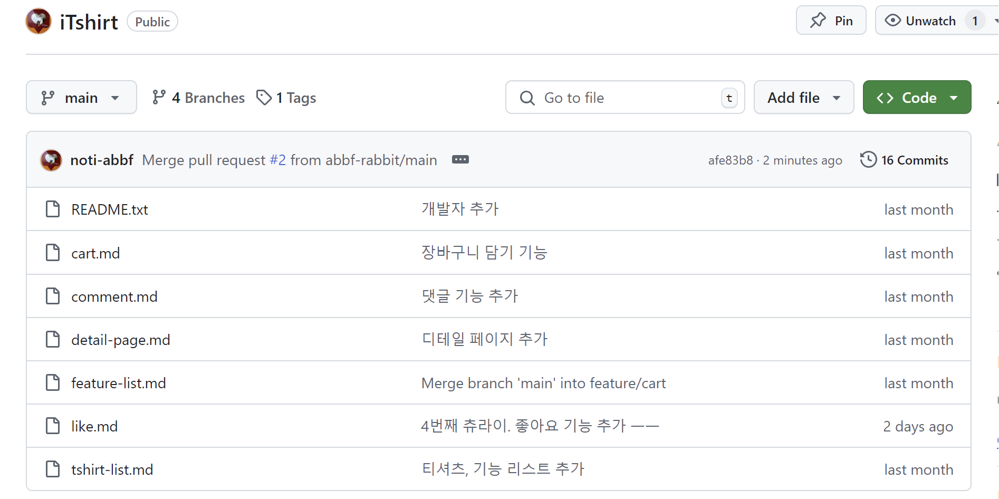 iTshirt Public Pin Unwatch 1
main 4 Branches 1 Tags Go to file t Add file Code
noti-abbf Merge pull request #2 from abbf-rabbit/main afe83b8 · 2 minutes ago 16 Commits
README.txt 개발자 추가 last month
cart.md 장바구니 담기 기능 last month
comment.md 댓글 기능 추가 last month
detail-page.md 디테일 페이지 추가 last month
feature-list.md Merge branch 'main' into feature/cart last month
like.md 4번째 츄라이. 좋아요 기능 추가 ㅡㅡ 2 days ago
tshirt-list.md 티셔츠, 기능 리스트 추가 last month